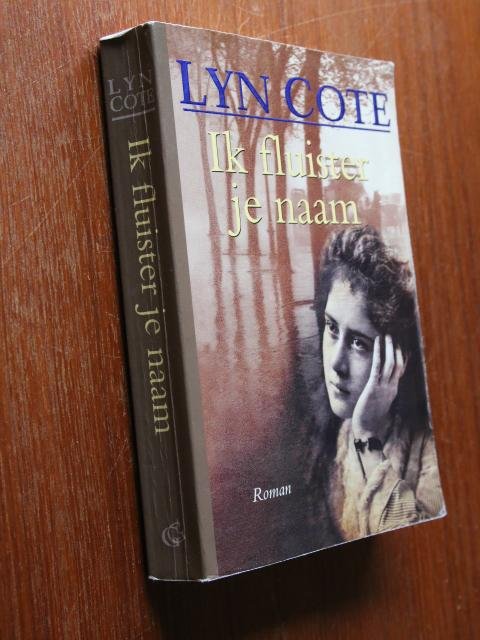 LYN COTE
Ik fluister
je naam
Roman
LYN
COTE
Ik fluister je naam